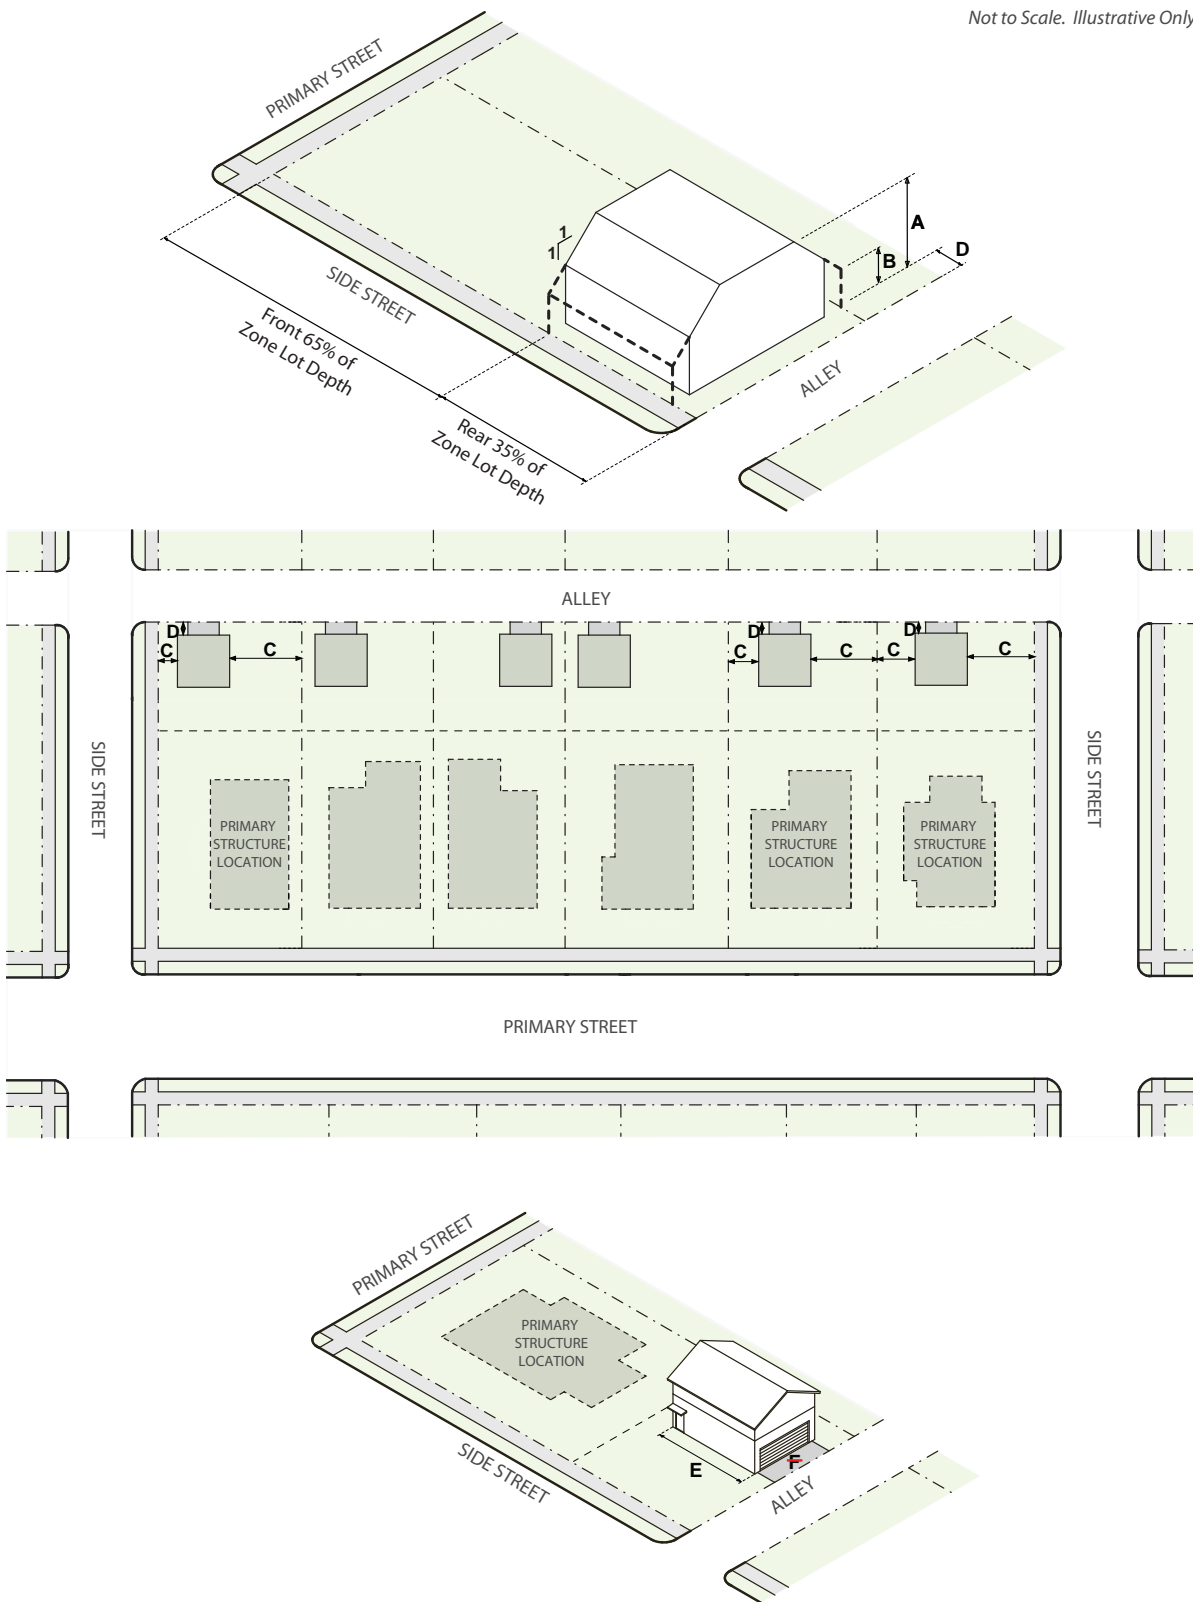 Not to Scale. Illustrative Only
PRIMARY STREET
A
B
D
1
1
SIDE STREET
Front 65% of
Zone Lot Depth
ALLEY
Rear 35% of
Zone Lot Depth
ALLEY
D
C
C
D
C
C
D
C
C
SIDE STREET
SIDE STREET
PRIMARY
STRUCTURE
LOCATION
PRIMARY
STRUCTURE
LOCATION
PRIMARY
STRUCTURE
LOCATION
PRIMARY STREET
PRIMARY STREET
PRIMARY
STRUCTURE
LOCATION
SIDE STREET
E
F
ALLEY